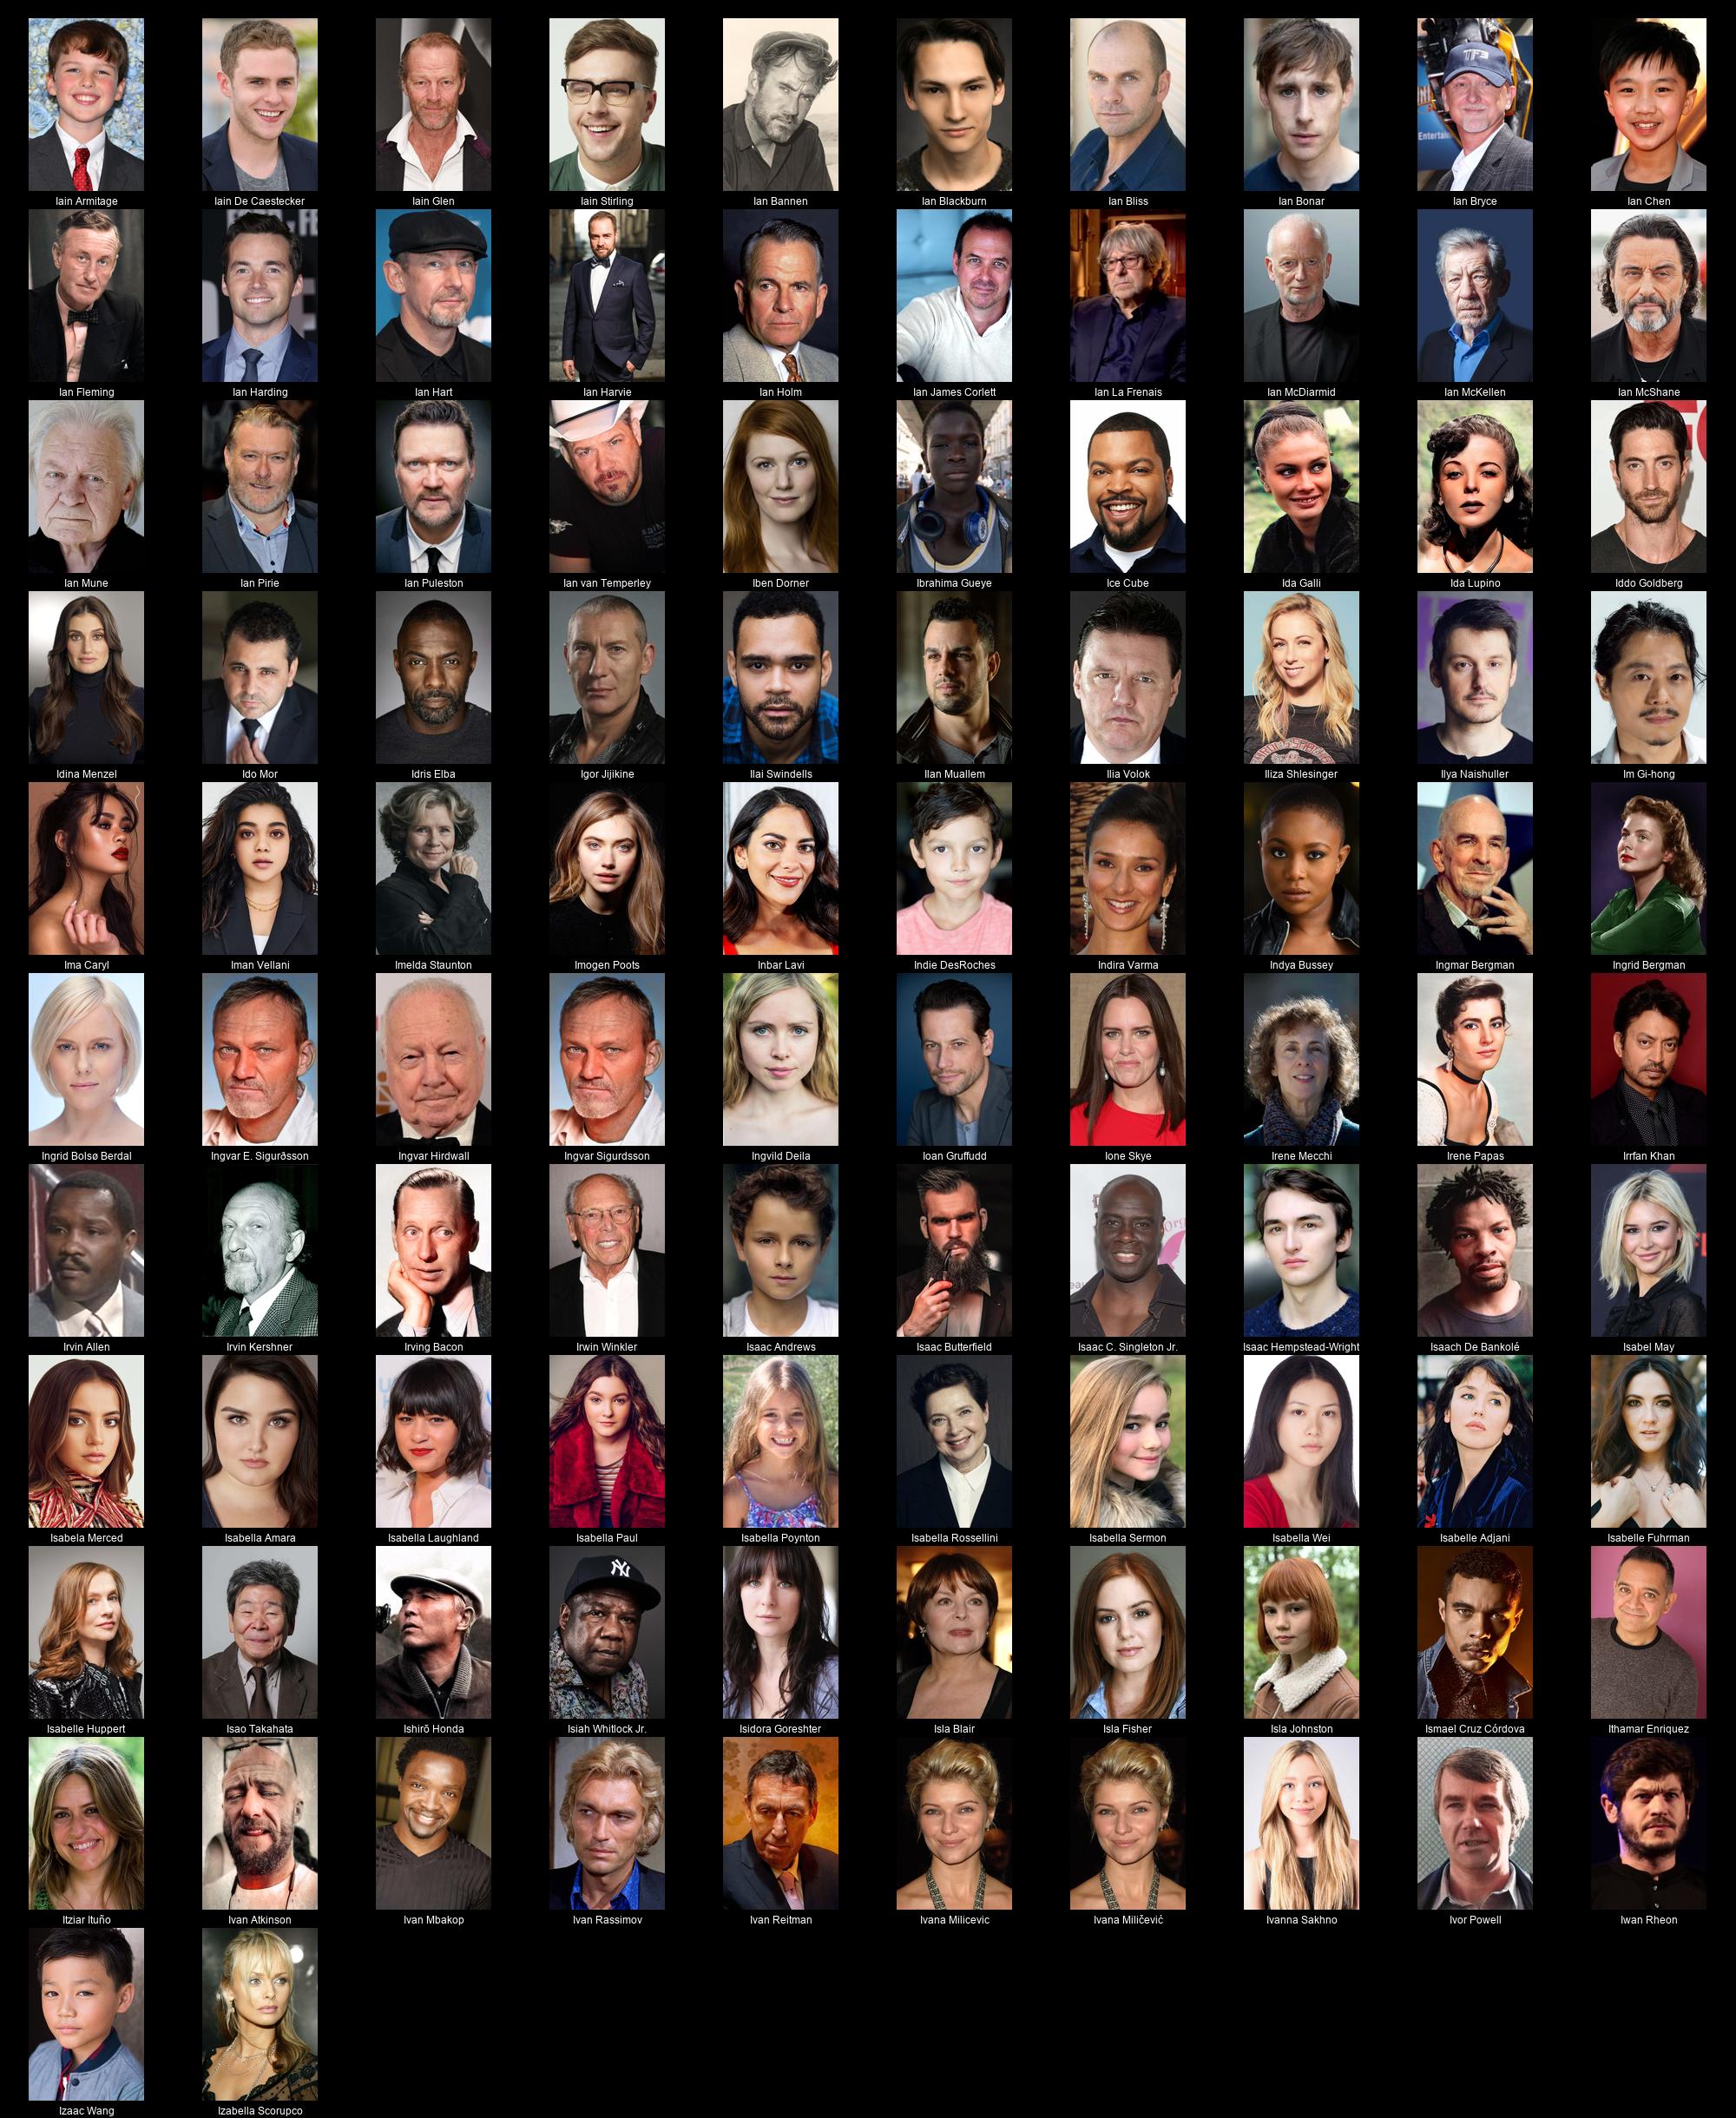 TF3
Entertai
Iain Armitage
Iain De Caestecker
Iain Glen
Iain Stirling
Ian Bannen
Ian Blackburn
Ian Bliss
Ian Bonar
Ian Bryce
Ian Chen
Ian Fleming
Ian Harding
Ian Hart
Ian Harvie
Ian Holm
Ian James Corlett
Ian La Frenais
Ian McDiarmid
Ian McKellen
Ian McShane
Ian Mune
Ian Pirie
Ian Puleston
Ian van Temperley
Iben Dorner
Ibrahima Gueye
Ice Cube
Ida Galli
Ida Lupino
Iddo Goldberg
Idina Menzel
Ido Mor
Idris Elba
Igor Jijikine
Ilai Swindells
Ilan Muallem
Ilia Volok
Iliza Shlesinger
Ilya Naishuller
Im Gi-hong
Ima Caryl
Iman Vellani
Imelda Staunton
Imogen Poots
Inbar Lavi
Indie DesRoches
Indira Varma
Indya Bussey
Ingmar Bergman
Ingrid Bergman
Ingrid Bolsø Berdal
Ingvar E. Sigurðsson
Ingvar Hirdwall
Ingvar Sigurdsson
Ingvild Deila
Ioan Gruffudd
Ione Skye
Irene Mecchi
Irene Papas
Irrfan Khan
Irvin Allen
Irvin Kershner
Irving Bacon
Irwin Winkler
Isaac Andrews
Isaac Butterfield
Isaac C. Singleton Jr.
Isaac Hempstead-Wright
Isaach De Bankolé
Isabel May
Isabela Merced
Isabella Amara
Isabella Laughland
Isabella Paul
Isabella Poynton
Isabella Rossellini
Isabella Sermon
Isabella Wei
Isabelle Adjani
Isabelle Fuhrman
NY
Isabelle Huppert
Isao Takahata
Ishirō Honda
Isiah Whitlock Jr.
Isidora Goreshter
Isla Blair
Isla Fisher
Isla Johnston
Ismael Cruz Córdova
Ithamar Enriquez
Itziar Ituño
Ivan Atkinson
Ivan Mbakop
Ivan Rassimov
Ivan Reitman
Ivana Milicevic
Ivana Miličević
Ivanna Sakhno
Ivor Powell
Iwan Rheon
Izaac Wang
Izabella Scorupco